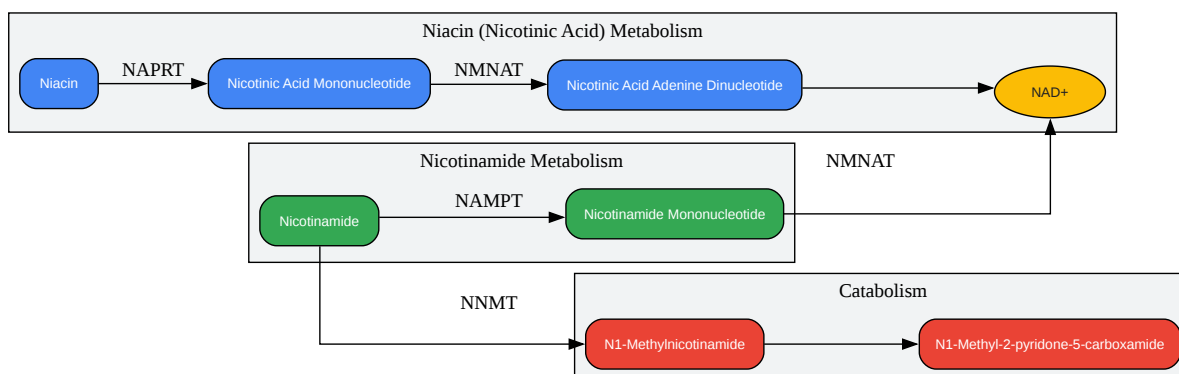 Niacin (Nicotinic Acid) Metabolism
Niacin
NAPRT
Nicotinic Acid Mononucleotide
NMNAT
Nicotinic Acid Adenine Dinucleotide
NAD+
Nicotinamide Metabolism
NMNAT
Nicotinamide
NAMPT
Nicotinamide Mononucleotide
NNMT
Catabolism
N1-Methylnicotinamide
N1-Methyl-2-pyridone-5-carboxamide